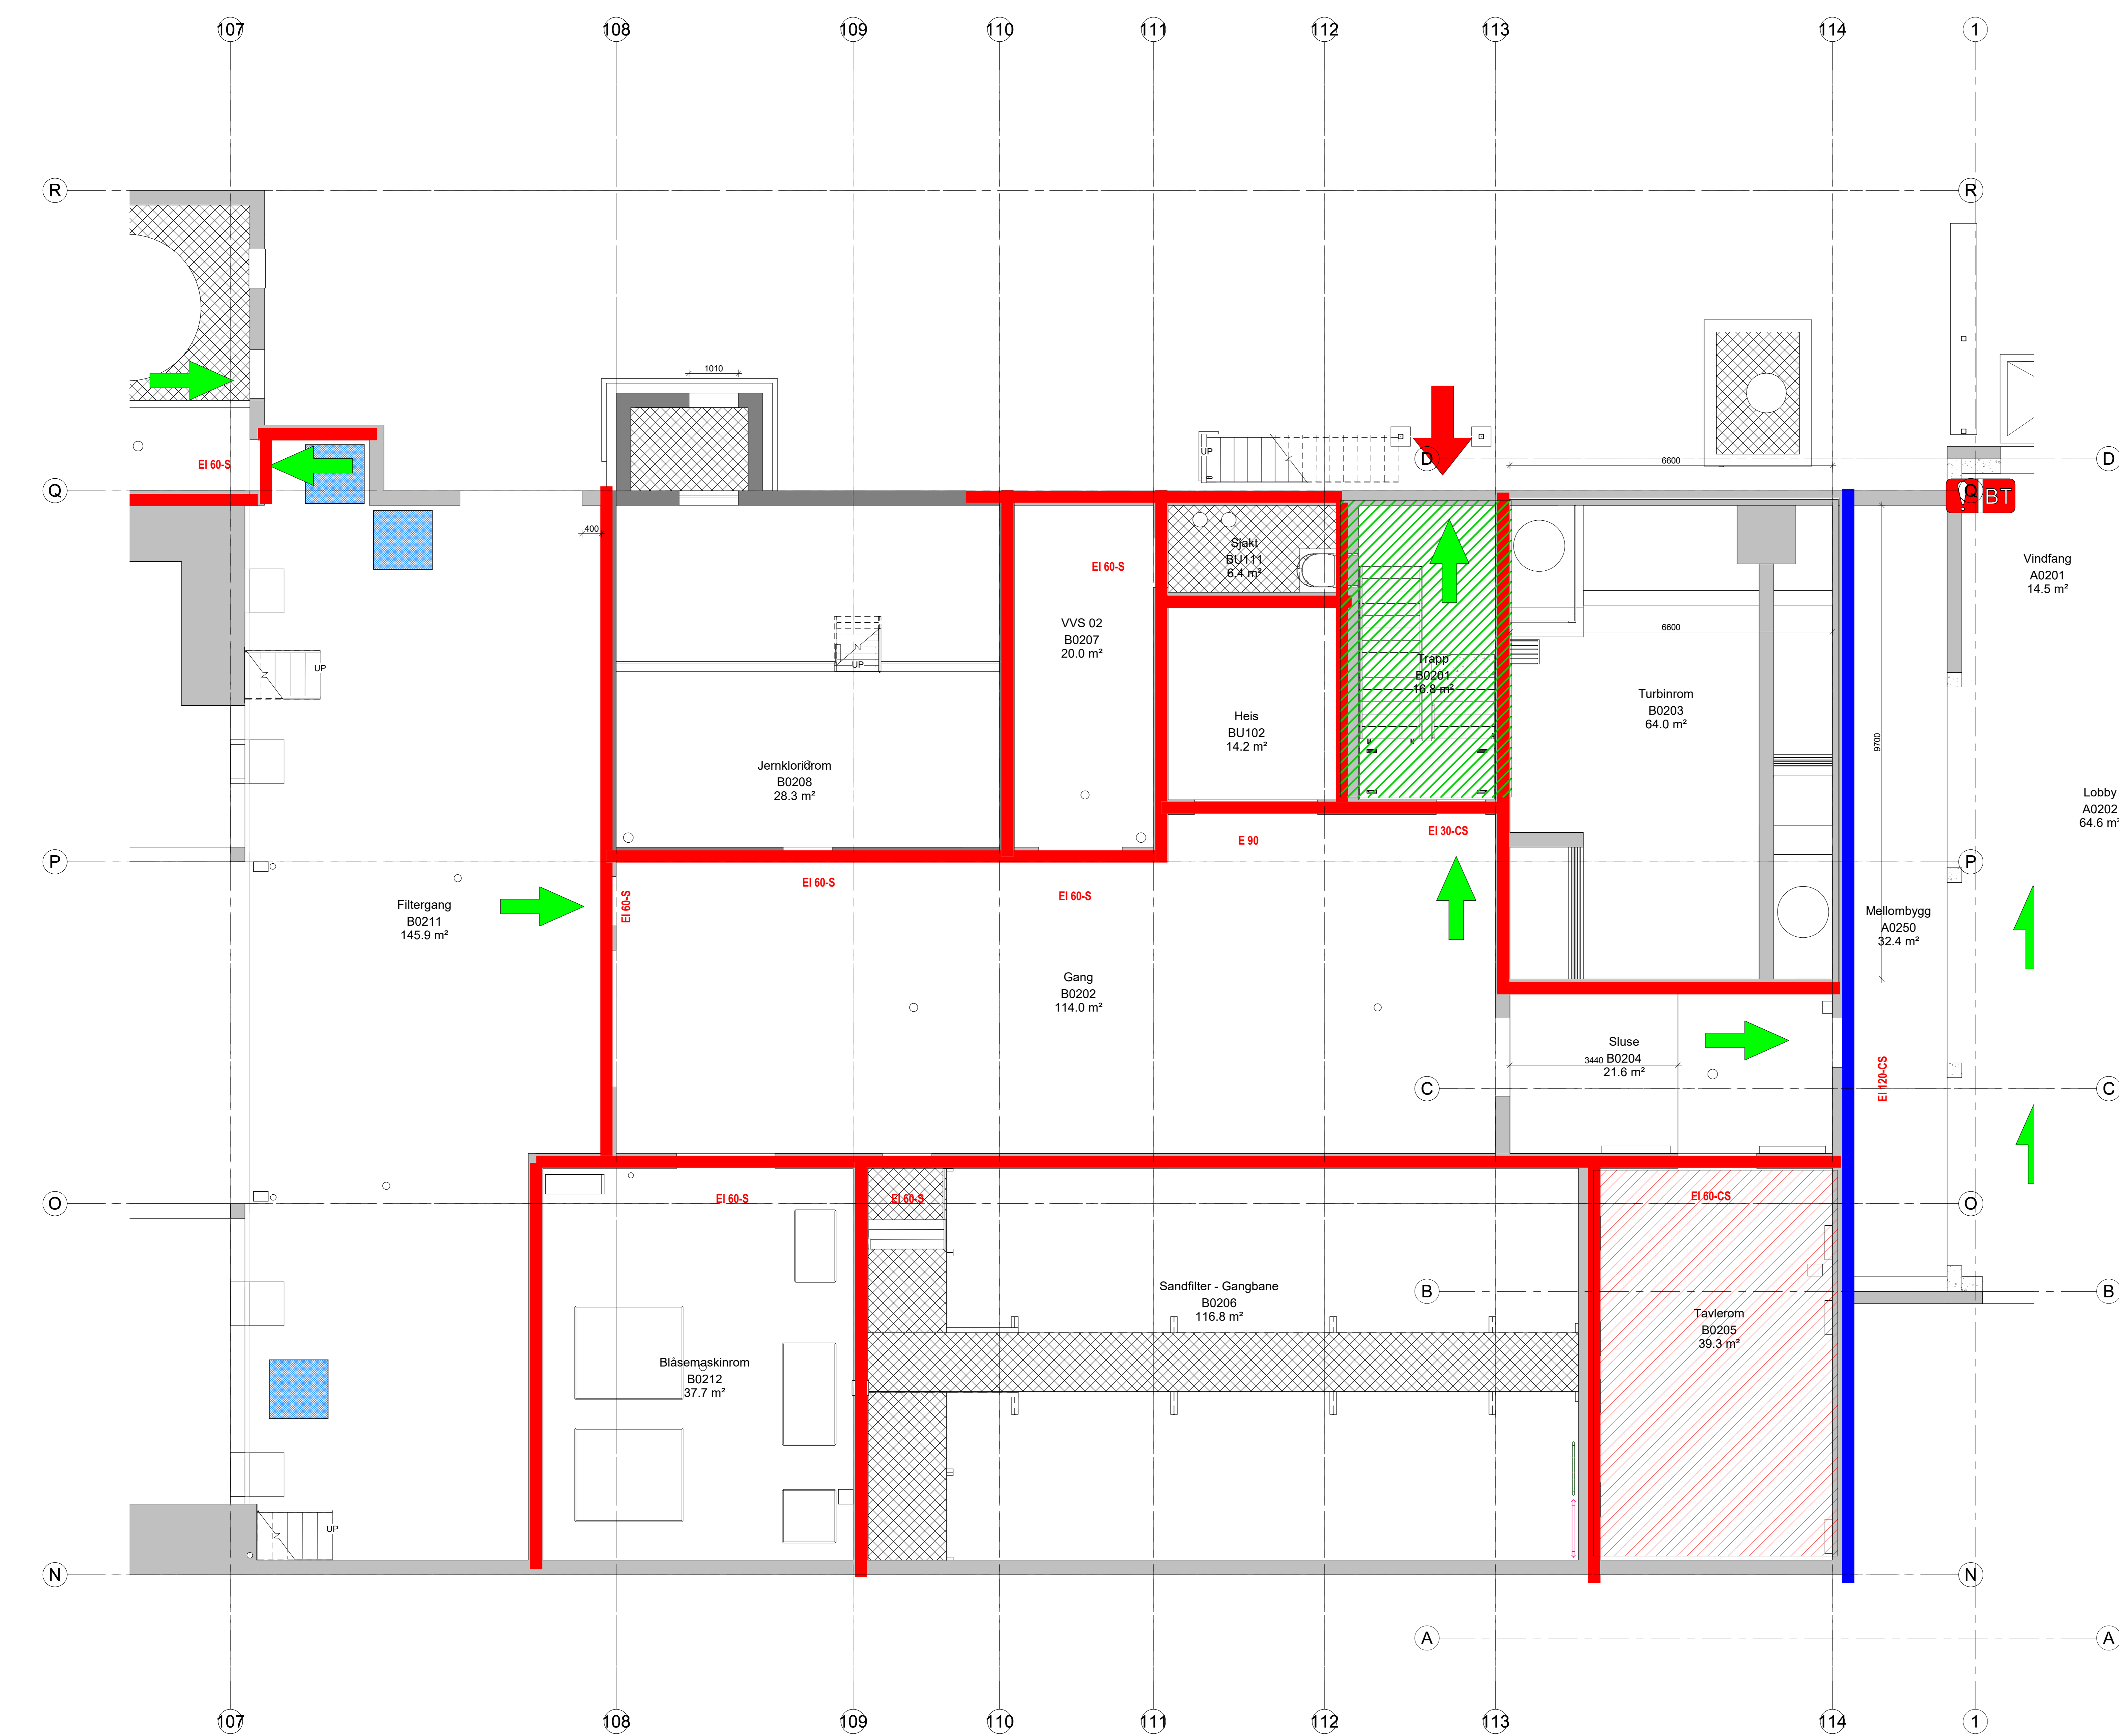 107
108
109
110
111
112
113
114
1
R
R
1010
UP
D
6600
D
EI 60-S
Q
Q
BT
400
Sjakt
BU111
6.4 m²
EI 60-S
Vindfang
A0201
14.5 m²
VVS 02
B0207
20.0 m²
6600
UP
UP
Trapp
B0201
16.8 m²
Turbinrom
B0203
64.0 m²
Heis
BU102
14.2 m²
9700
Jernkloridrom
B0208
28.3 m²
Lobby
A0202
64.6 m²
E 90
EI 30-CS
P
P
EI 60-S
EI 60-S
EI 60-S
Filtergang
B0211
145.9 m²
Mellombygg
A0250
32.4 m²
Gang
B0202
114.0 m²
Sluse
3440 B0204
21.6 m²
EI 120-CS
C
C
EI 60-S
EI 60-S
EI 60-CS
O
O
Sandfilter - Gangbane
B0206
116.8 m²
B
B
Tavlerom
B0205
39.3 m²
Blåsemaskinrom
B0212
37.7 m²
UP
N
N
A
A
107
108
109
110
111
112
113
114
1